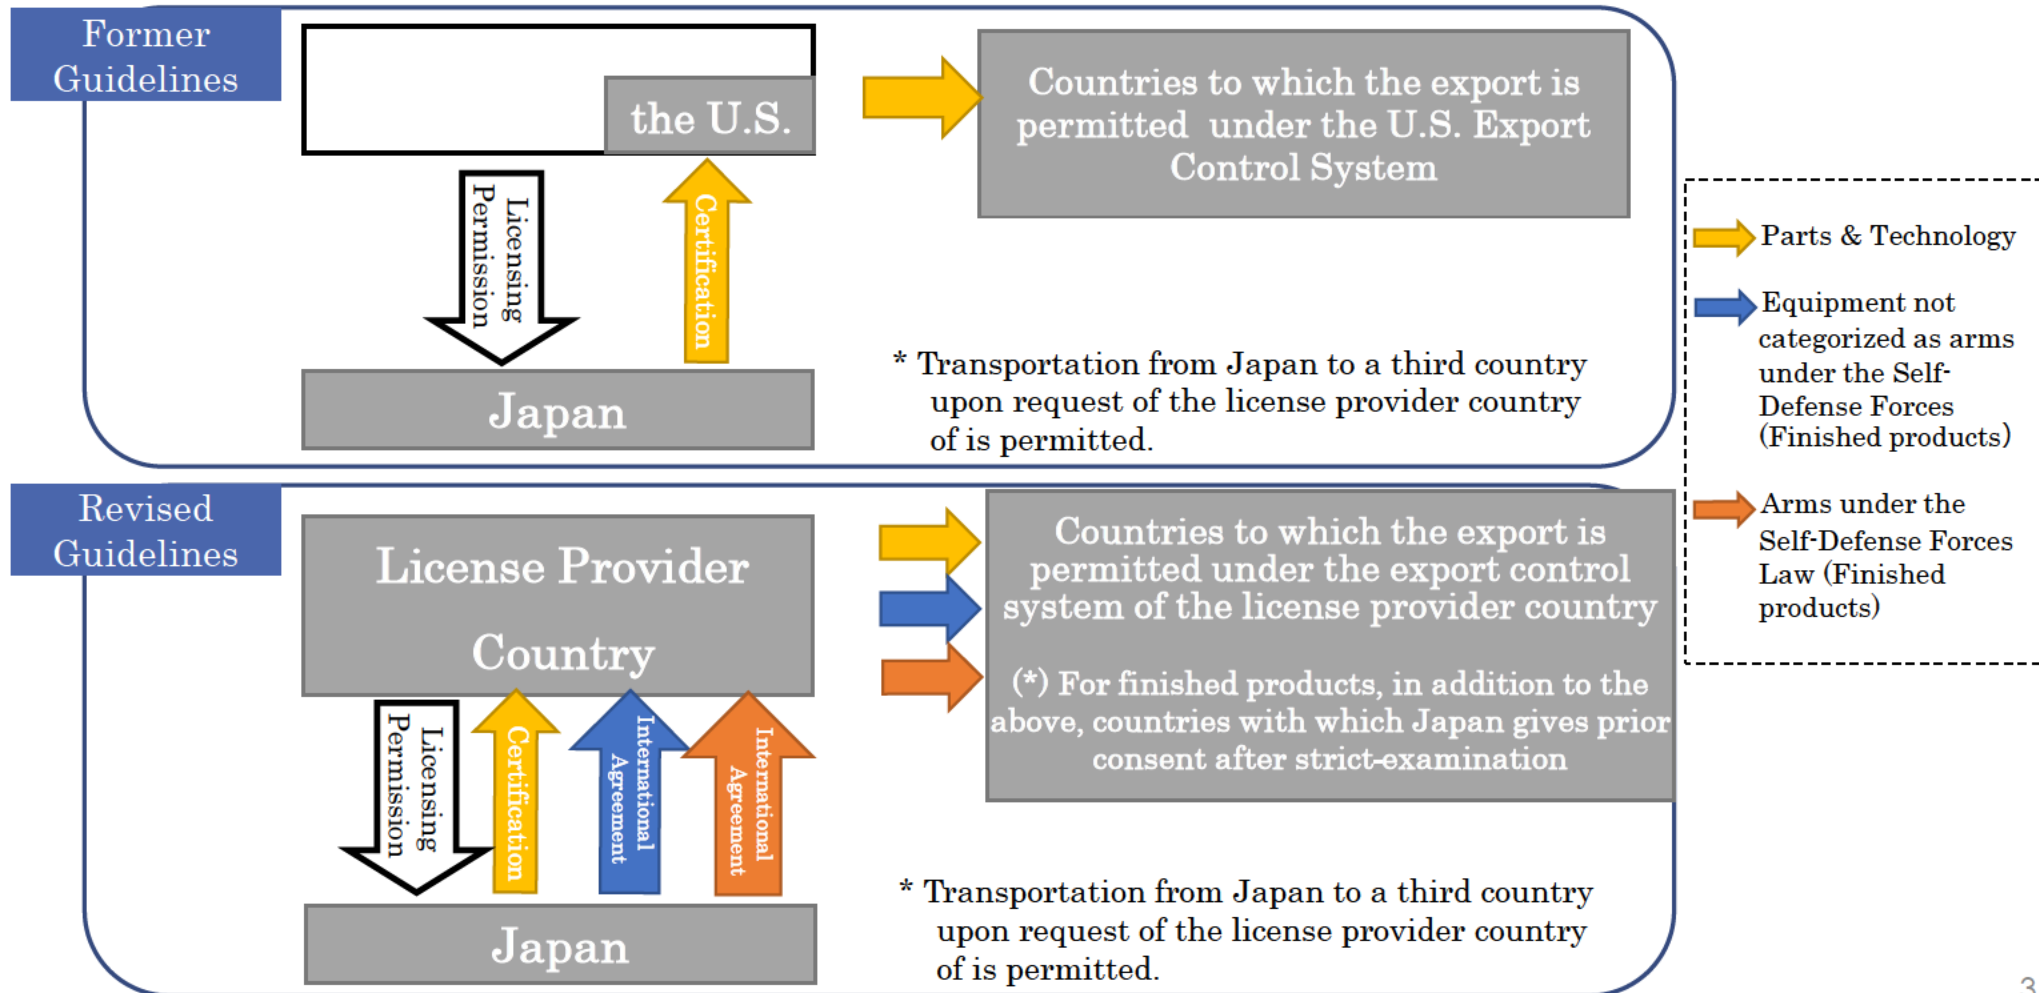 Former
Guidelines
the U.S.
Countries to which the export is
permitted under the U.S. Export
Control System
Licensing
Permission
Certification
Japan
* Transportation from Japan to a third country
upon request of the license provider country
of is permitted.
Parts & Technology
Equipment not
categorized as arms
under the Self-
Defense Forces
(Finished products)
Arms under the
Self-Defense Forces
Law (Finished
products)
Revised
Guidelines
License Provider
Country
Countries to which the export is
permitted under the export control
system of the license provider country
(*) For finished products, in addition to the
above, countries with which Japan gives prior
consent after strict-examination
Licensing
Permission
Certification
International
Agreement
International
Agreement
Japan
* Transportation from Japan to a third country
upon request of the license provider country
of is permitted.
3